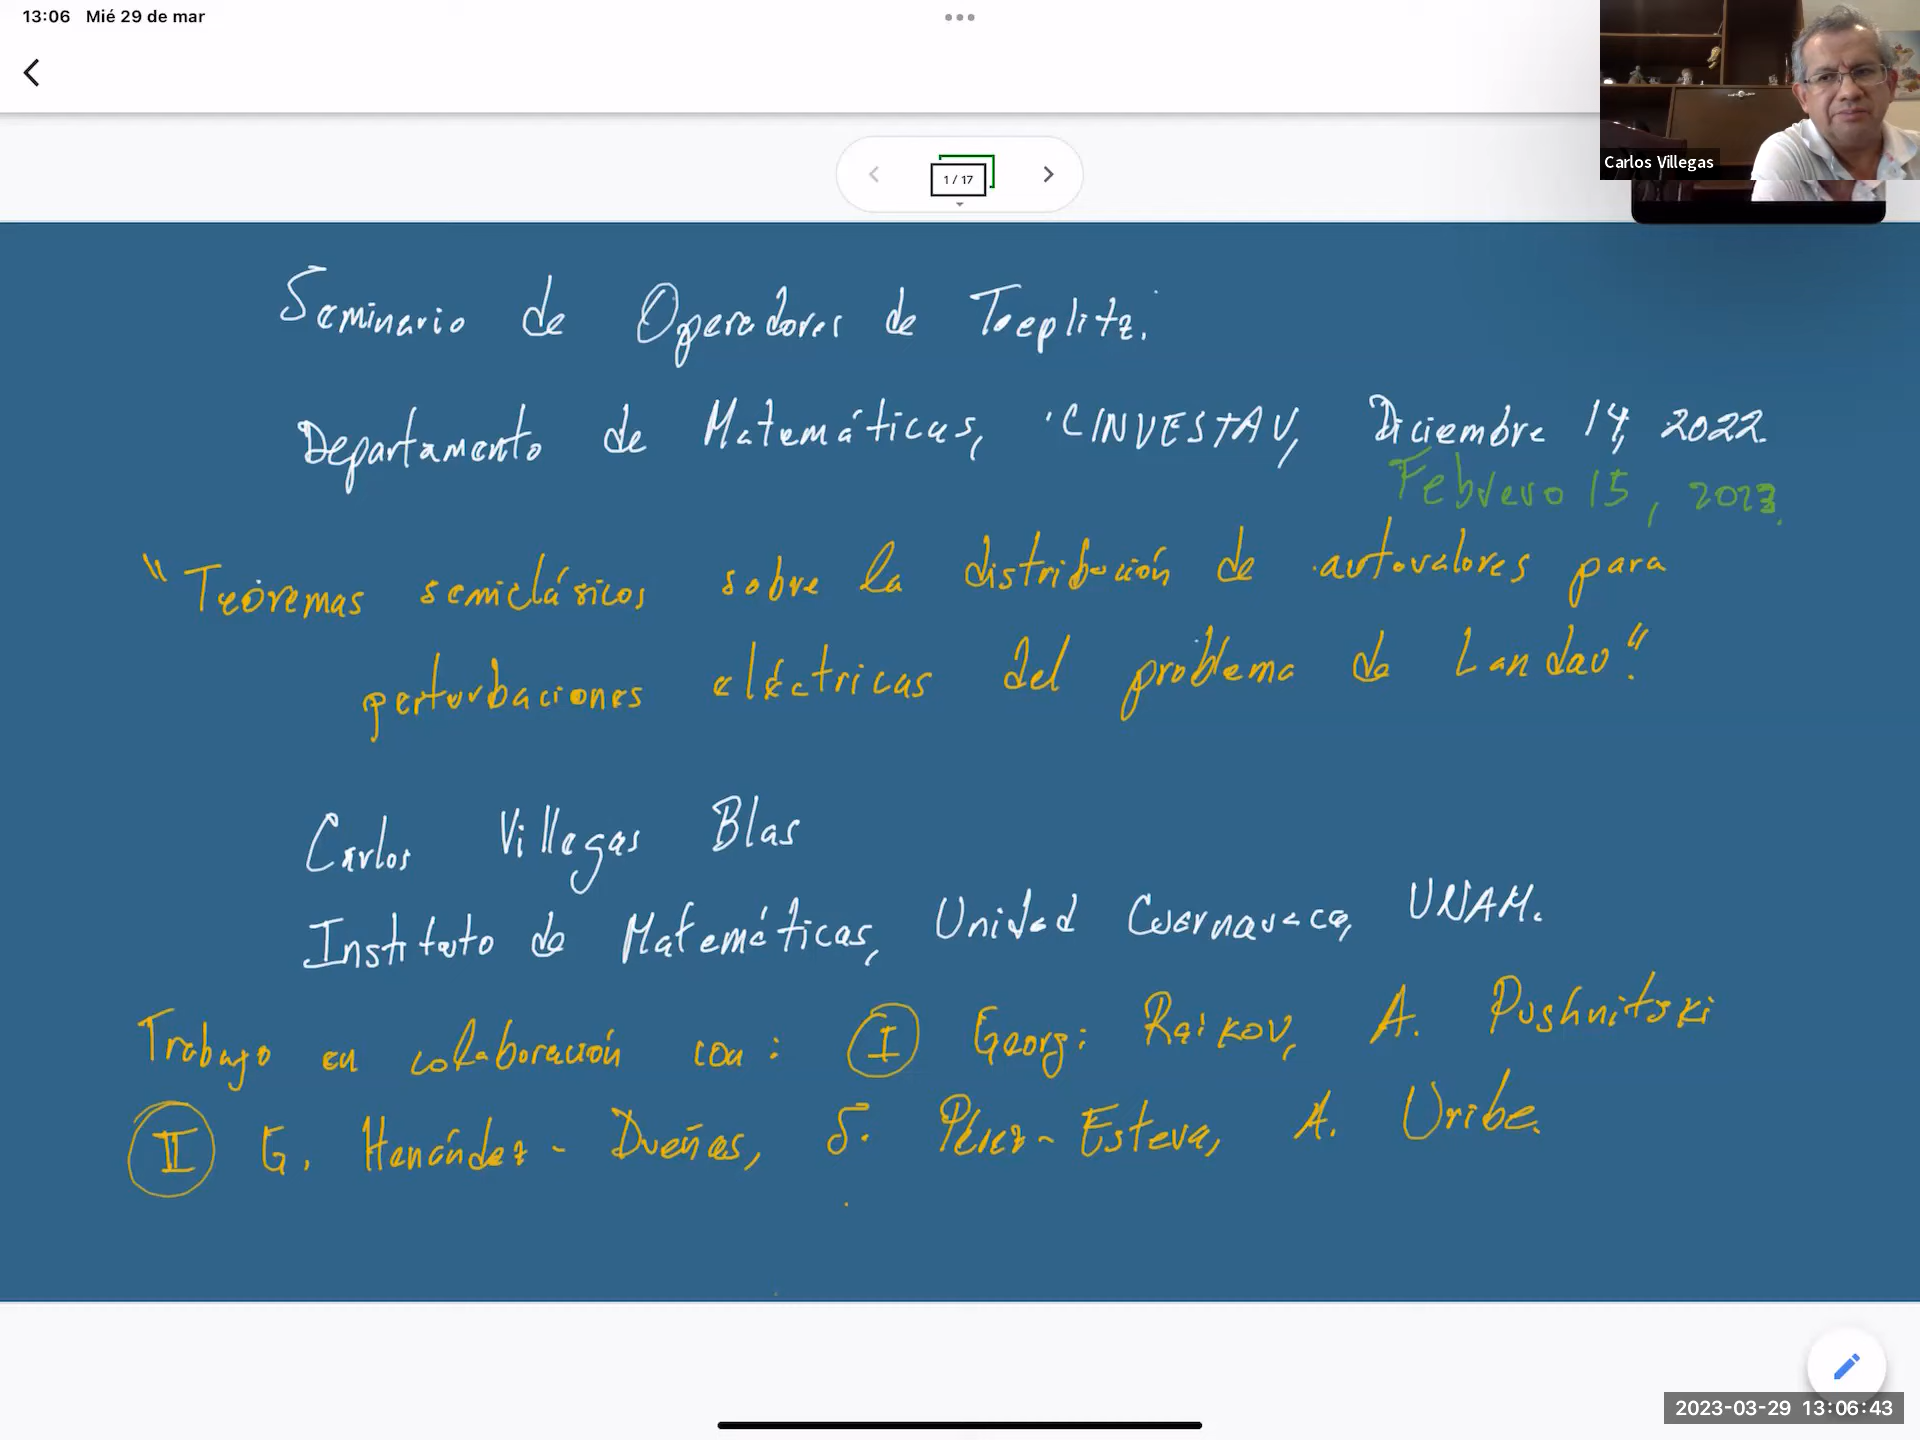 13:06 Mié 29 de mar
Carlos Villegas
1 / 17
Seminario de Operadores de Toeplitz.
Departamento de Matemáticas, CINVESTAV, Diciembre 14, 2022.
Febrero 15, 2023.
"Teoremas semiclásicos sobre la distribución de autovalores para
perturbaciones eléctricas del problema de Landau".
Carlos Villegas Blas
Instituto de Matemáticas, Unidad Cuernavaca, UNAM.
Trabajo en colaboración con: I Georgi Raikov, A. Pushnitski
II G. Henández-Dueñas, S. Pérez-Esteva, A. Uribe.
2023-03-29 13:06:43